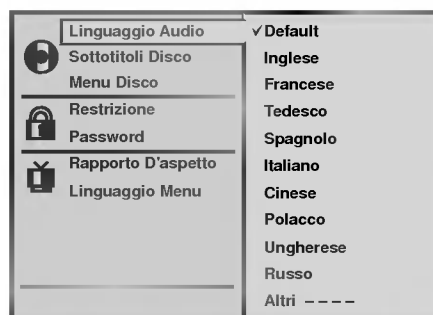 Linguaggio Audio
Sottotitoli Disco
Menu Disco
Restrizione
Password
Rapporto D'aspetto
Linguaggio Menu
✓Default
Inglese
Francese
Tedesco
Spagnolo
Italiano
Cinese
Polacco
Ungherese
Russo
Altri – – – –